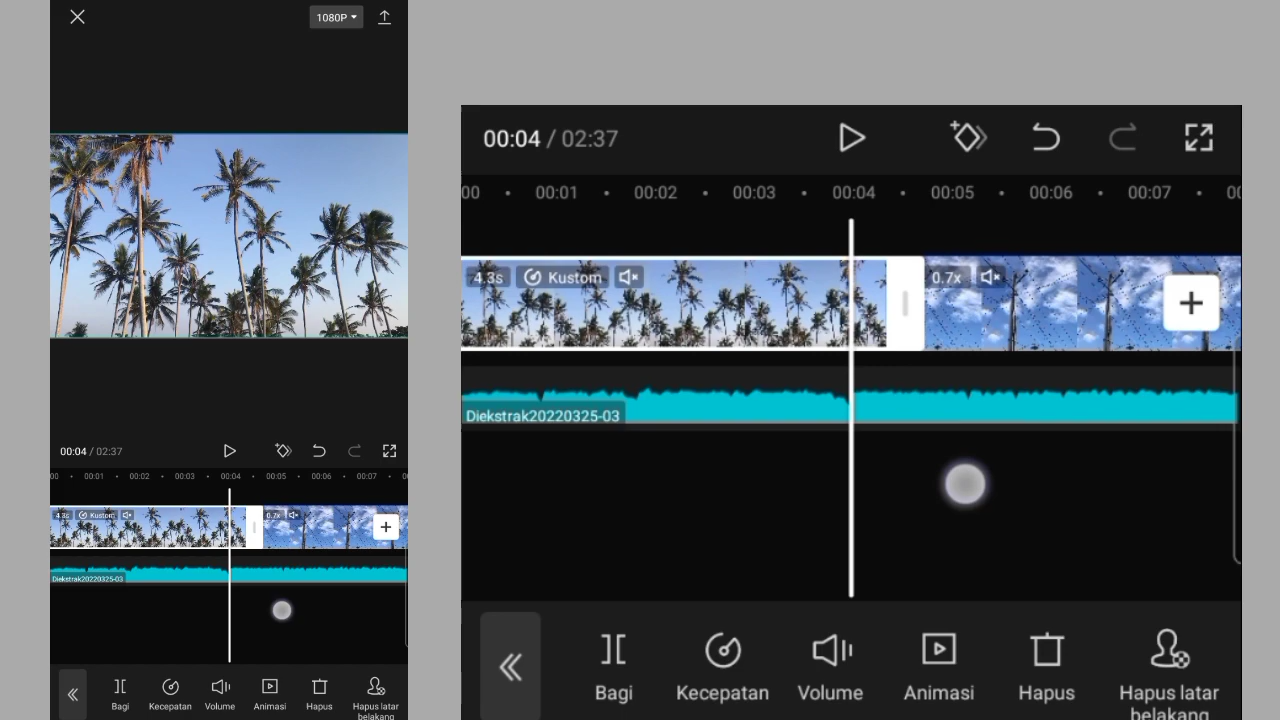 1080P
00:04 / 02:37
00 00:01 00:02 00:03 00:04 00:05 00:06 00:07 0
4.3s Kustom 0.7x
Diekstrak20220325-03
Bagi Kecepatan Volume Animasi Hapus Hapus latar
belakang
00:04 / 02:37
00 00:01 00:02 00:03 00:04 00:05 00:06 00:07 00
4.3s Kustom 0.7x
Diekstrak20220325-03
Bagi Kecepatan Volume Animasi Hapus Hapus latar
belakang